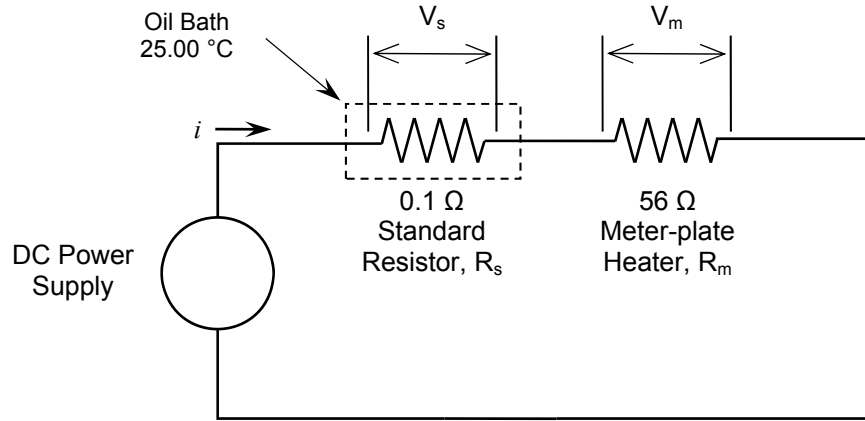 Oil Bath
25.00 °C
Vₛ
Vₘ
i
0.1 Ω
Standard
Resistor, Rₛ
56 Ω
Meter-plate
Heater, Rₘ
DC Power
Supply